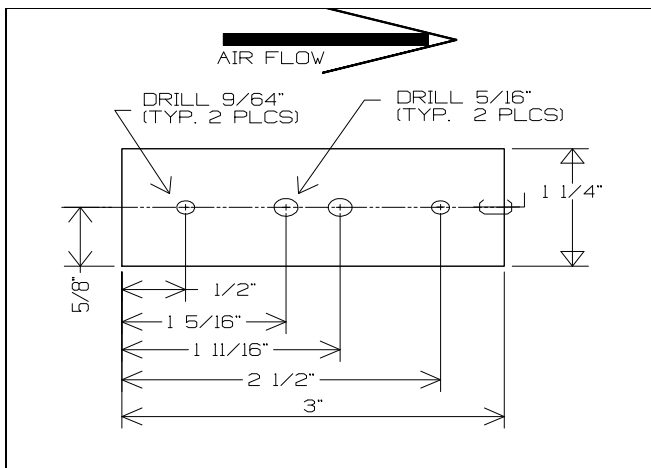 AIR FLOW
DRILL 9/64"
(TYP. 2 PLCS)
DRILL 5/16"
(TYP. 2 PLCS)
1 1/4"
5/8"
1/2"
1 5/16"
1 11/16"
2 1/2"
3"